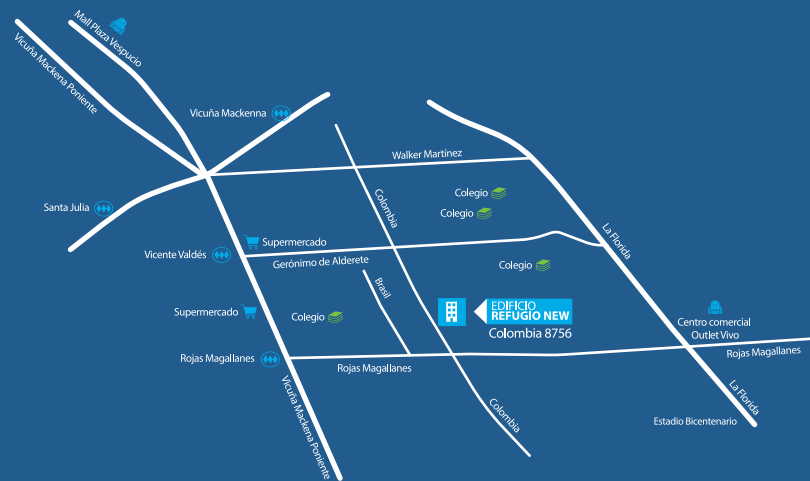 Mall Plaza Vespucio
Vicuña Mackena Poniente
Vicuña Mackenna
Walker Martínez
Colegio
Colegio
Colombia
Santa Julia
La Florida
Supermercado
Vicente Valdés
Gerónimo de Alderete
Colegio
Brasil
EDIFICIO
REFUGIO NEW
Colombia 8756
Supermercado
Colegio
Centro comercial
Outlet Vivo
Rojas Magallanes
Rojas Magallanes
Rojas Magallanes
Vicuña Mackena Poniente
La Florida
Colombia
Estadio Bicentenario